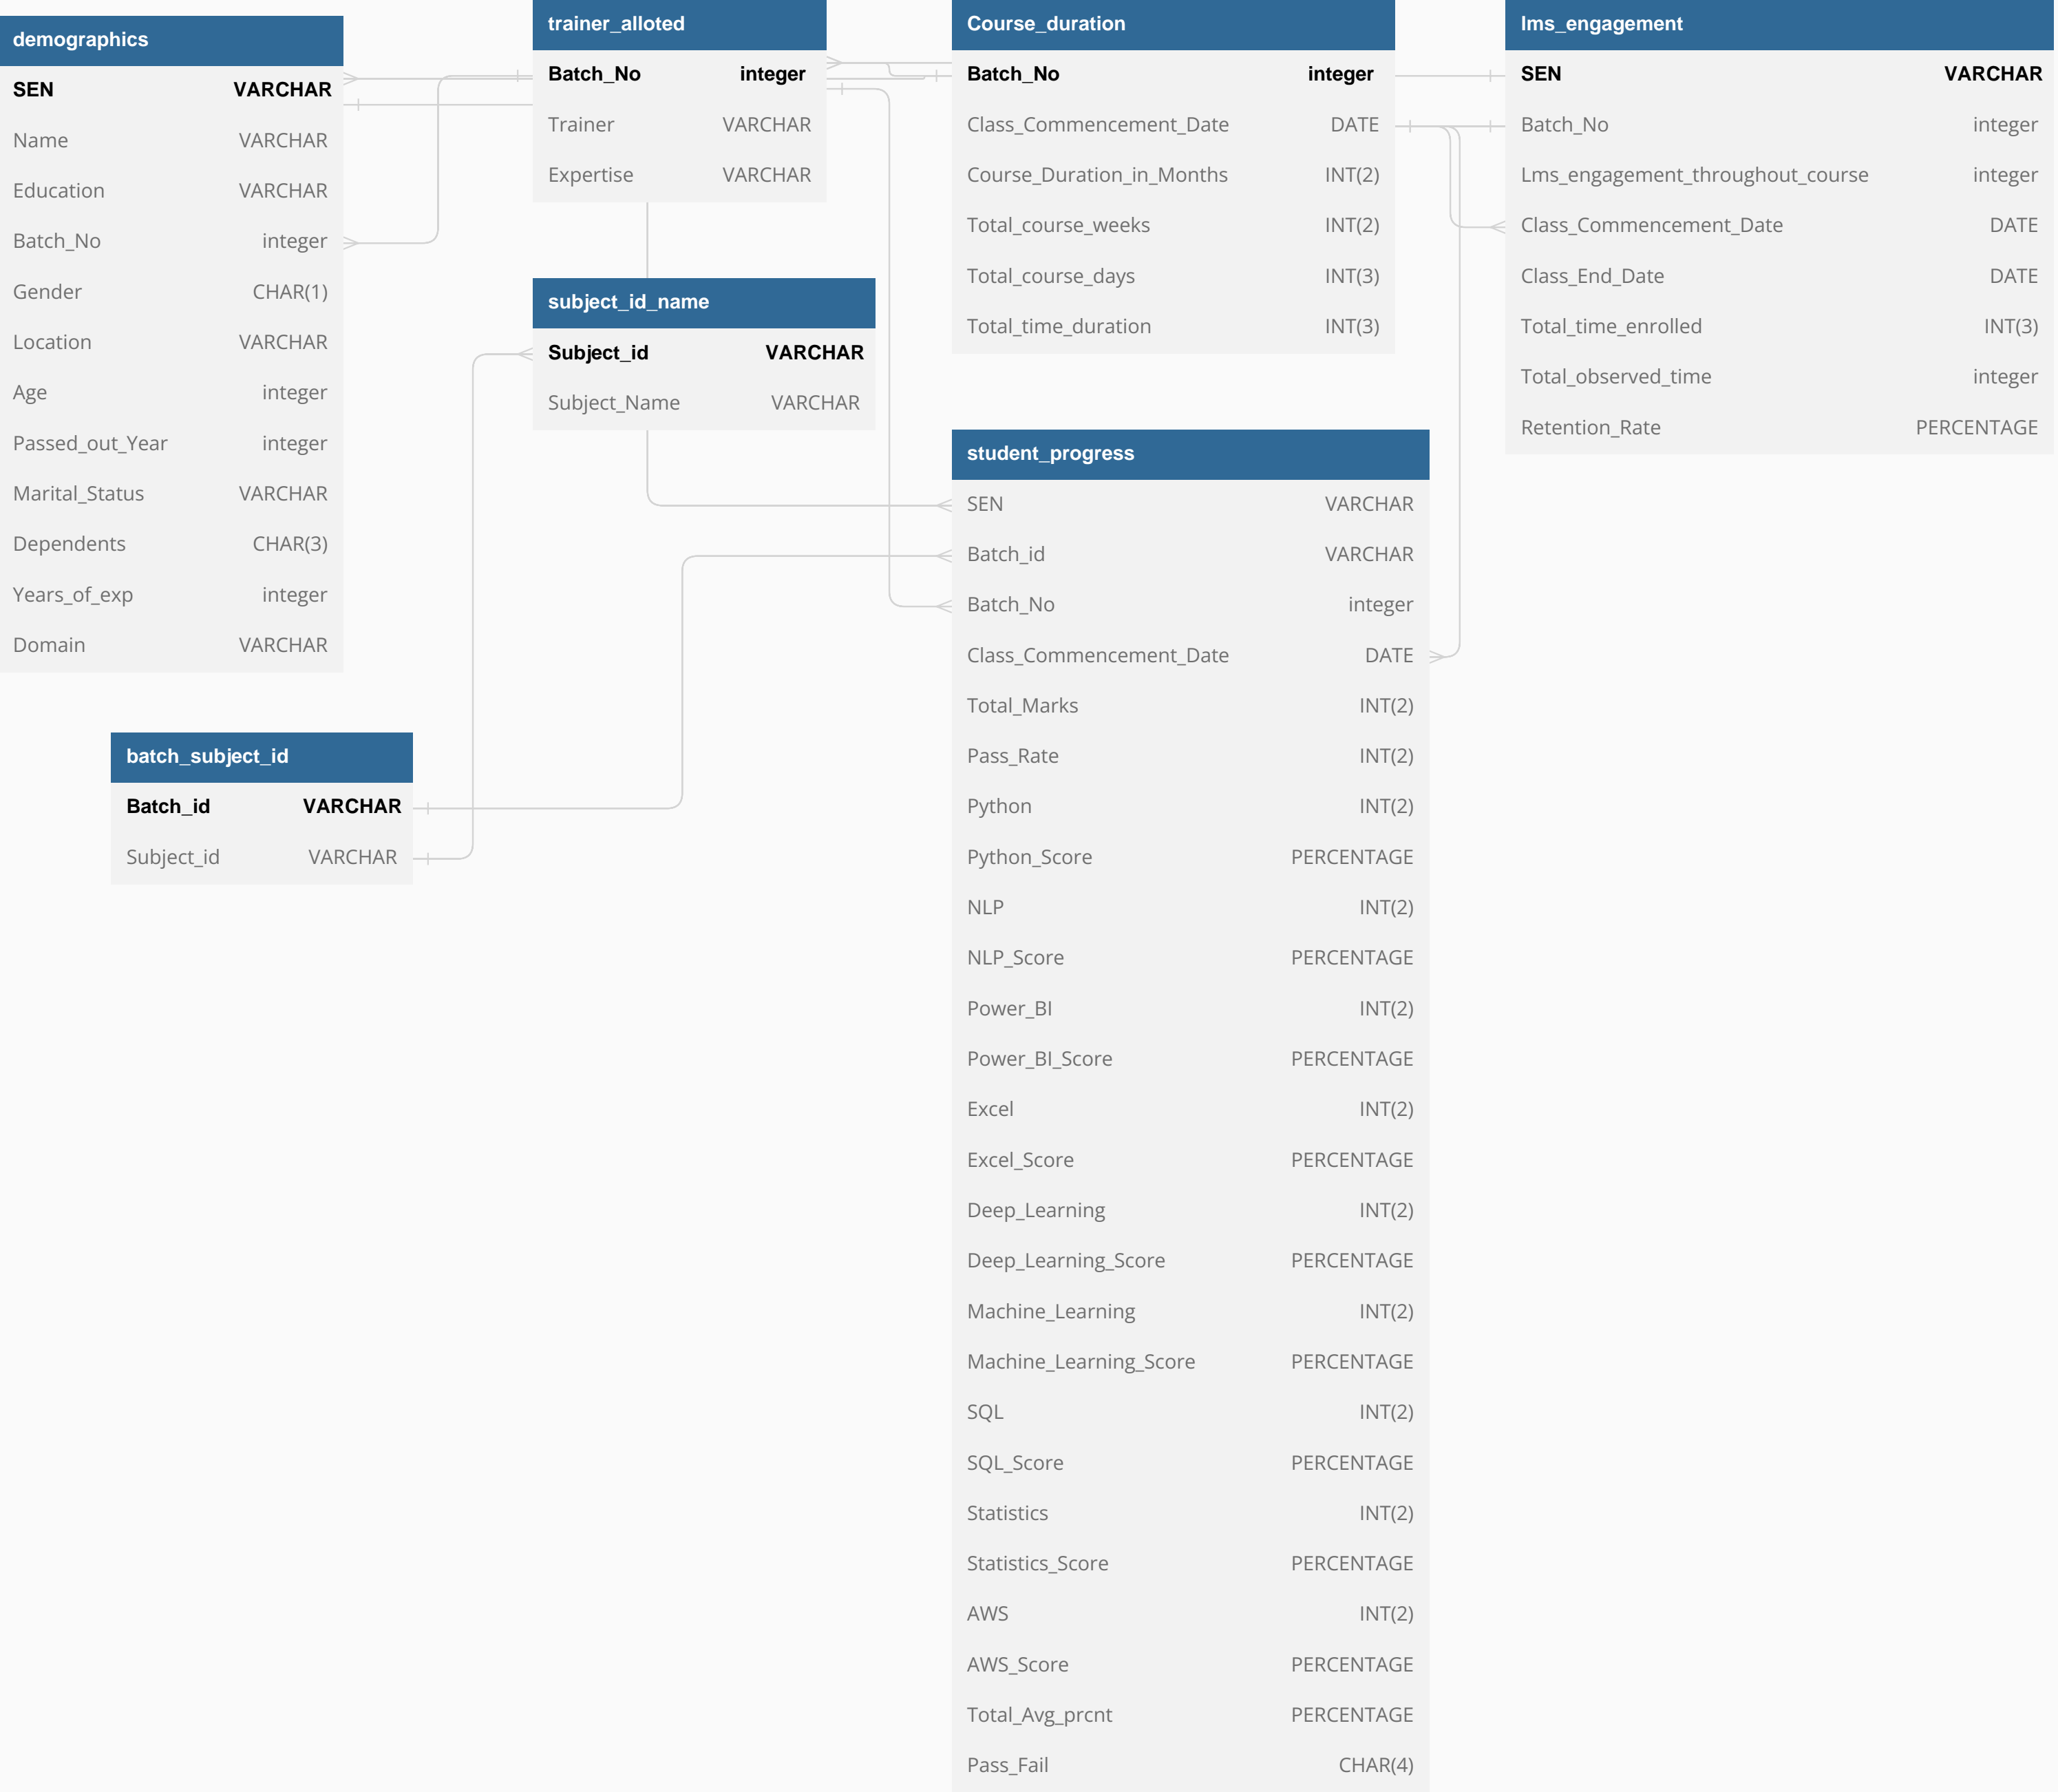 demographics
SEN VARCHAR
Name VARCHAR
Education VARCHAR
Batch_No integer
Gender CHAR(1)
Location VARCHAR
Age integer
Passed_out_Year integer
Marital_Status VARCHAR
Dependents CHAR(3)
Years_of_exp integer
Domain VARCHAR
trainer_alloted
Batch_No integer
Trainer VARCHAR
Expertise VARCHAR
subject_id_name
Subject_id VARCHAR
Subject_Name VARCHAR
batch_subject_id
Batch_id VARCHAR
Subject_id VARCHAR
Course_duration
Batch_No integer
Class_Commencement_Date DATE
Course_Duration_in_Months INT(2)
Total_course_weeks INT(2)
Total_course_days INT(3)
Total_time_duration INT(3)
student_progress
SEN VARCHAR
Batch_id VARCHAR
Batch_No integer
Class_Commencement_Date DATE
Total_Marks INT(2)
Pass_Rate INT(2)
Python INT(2)
Python_Score PERCENTAGE
NLP INT(2)
NLP_Score PERCENTAGE
Power_BI INT(2)
Power_BI_Score PERCENTAGE
Excel INT(2)
Excel_Score PERCENTAGE
Deep_Learning INT(2)
Deep_Learning_Score PERCENTAGE
Machine_Learning INT(2)
Machine_Learning_Score PERCENTAGE
SQL INT(2)
SQL_Score PERCENTAGE
Statistics INT(2)
Statistics_Score PERCENTAGE
AWS INT(2)
AWS_Score PERCENTAGE
Total_Avg_prcnt PERCENTAGE
Pass_Fail CHAR(4)
lms_engagement
SEN VARCHAR
Batch_No integer
Lms_engagement_throughout_course integer
Class_Commencement_Date DATE
Class_End_Date DATE
Total_time_enrolled INT(3)
Total_observed_time integer
Retention_Rate PERCENTAGE